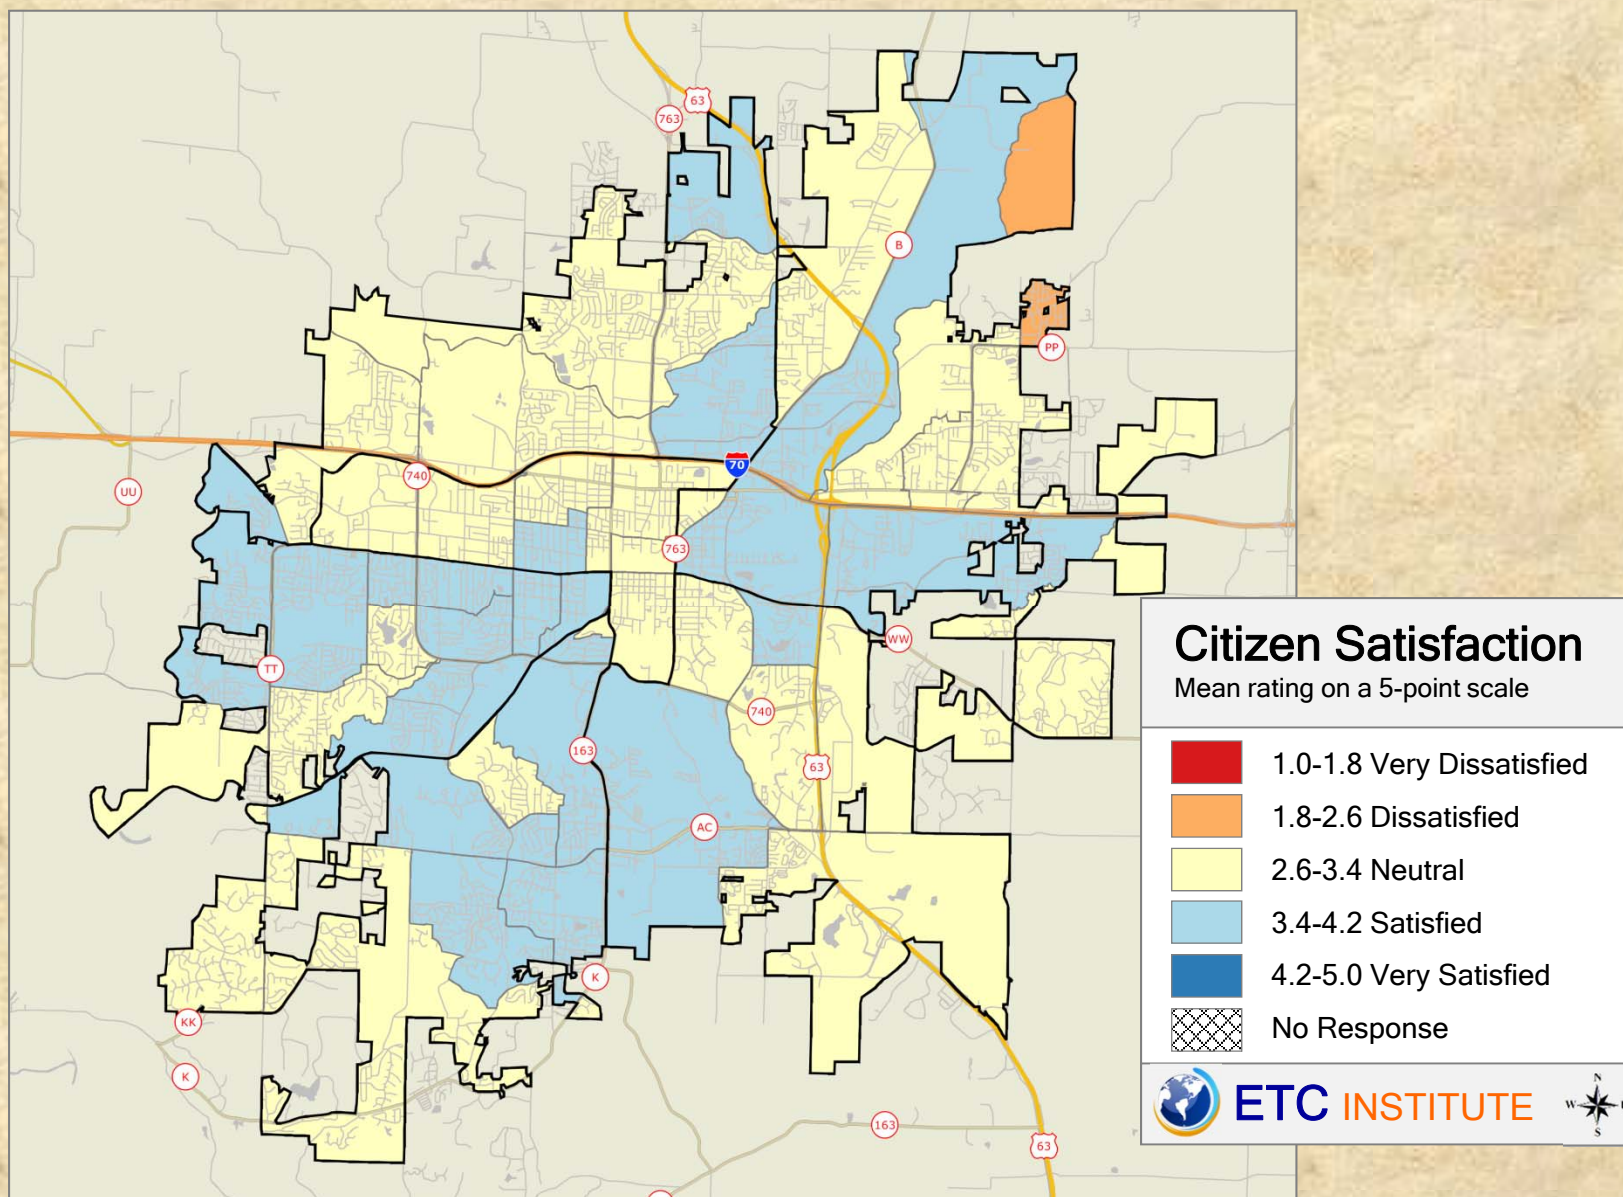 63
763
B
PP
70
740
UU
763
WW
TT
740
163
63
AC
K
KK
K
163
63
Citizen Satisfaction
Mean rating on a 5-point scale
1.0-1.8 Very Dissatisfied
1.8-2.6 Dissatisfied
2.6-3.4 Neutral
3.4-4.2 Satisfied
4.2-5.0 Very Satisfied
No Response
ETC INSTITUTE
N
W
S